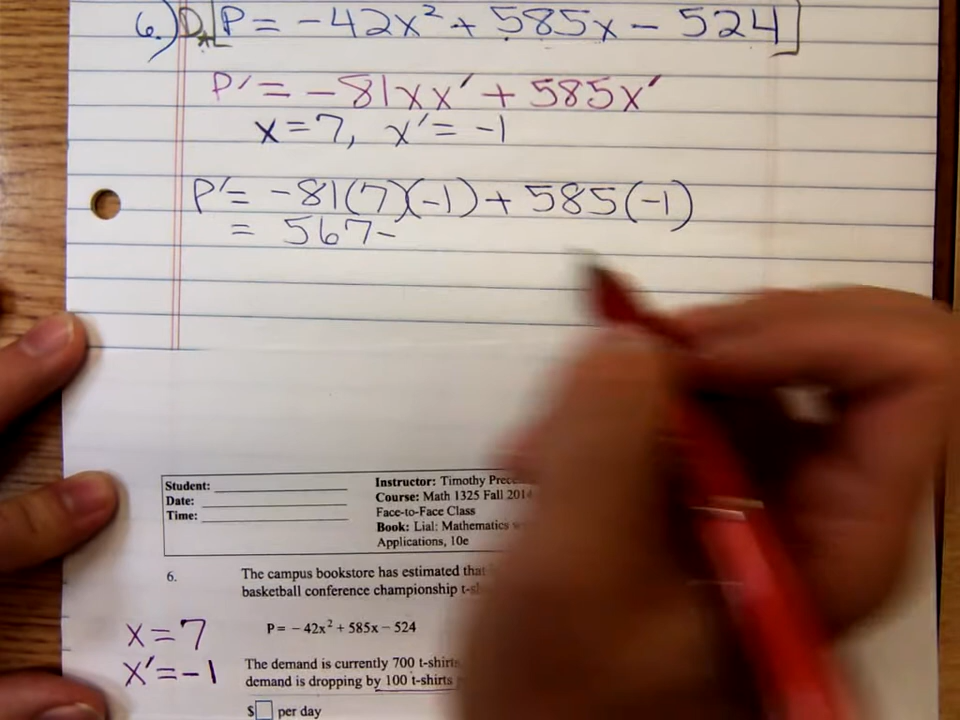 6.) Dₓ[P = -42x² + 585x - 524]
P' = -81xx' + 585x'
x = 7, x' = -1
P' = -81(7)(-1) + 585(-1)
= 567-
Student:
Date:
Time:
Instructor: Timothy
Course: Math 1325 Fall 2014
Face-to-Face Class
Book: Lial: Mathematics
Applications, 10e
6.
The campus bookstore has estimated that
basketball conference championship
P = - 42x² + 585x - 524
The demand is currently 700 t-shirts
demand is dropping by 100 t-shirts
$ per day
x = 7
x' = -1